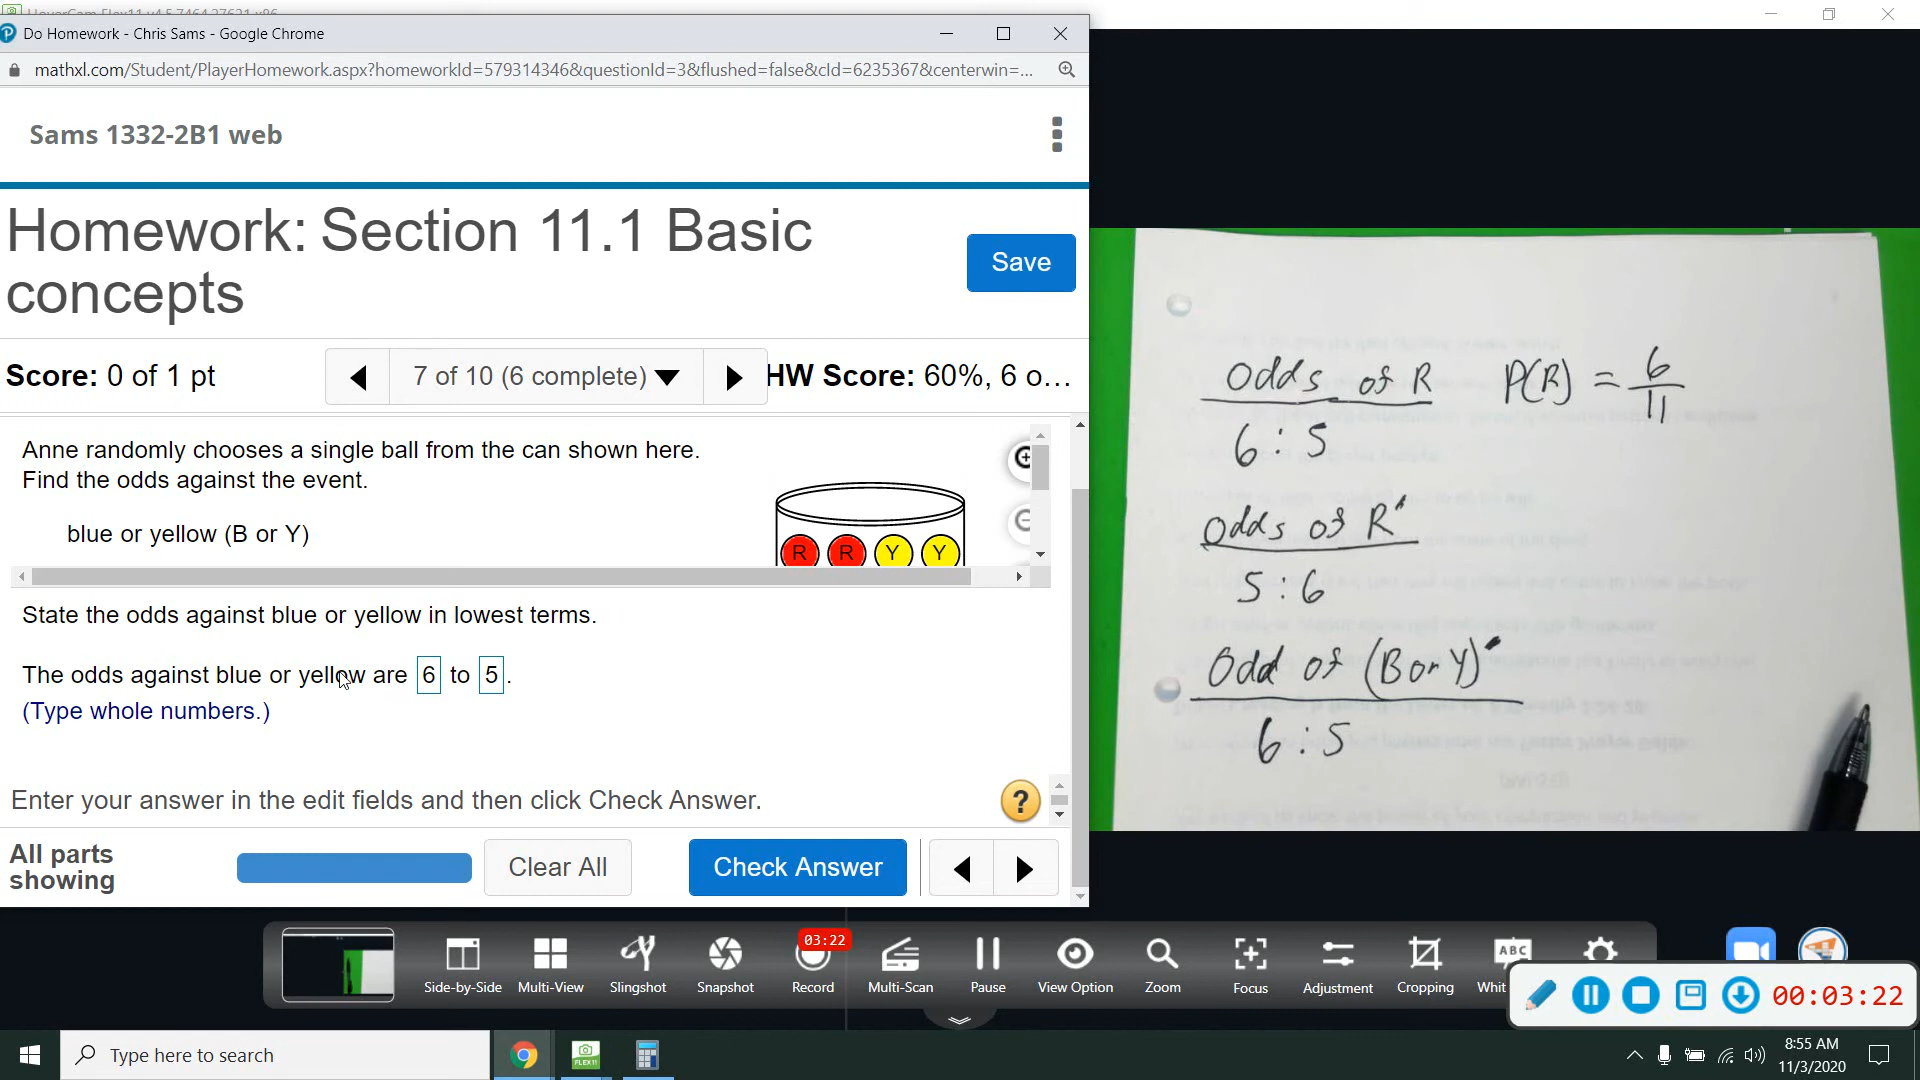 Do Homework - Chris Sams - Google Chrome
mathxl.com/Student/PlayerHomework.aspx?homeworkId=579314346&questionId=3&flushed=false&cId=6235367&centerwin=...
Sams 1332-2B1 web
Homework: Section 11.1 Basic
concepts
Save
Score: 0 of 1 pt
7 of 10 (6 complete)
HW Score: 60%, 6 o...
Anne randomly chooses a single ball from the can shown here.
Find the odds against the event.
blue or yellow (B or Y)
R R Y Y
State the odds against blue or yellow in lowest terms.
The odds against blue or yellow are 6 to 5.
(Type whole numbers.)
Enter your answer in the edit fields and then click Check Answer.
?
All parts
showing
Clear All
Check Answer
Odds of R P(R) = 6/11
6 : 5
Odds of R'
5 : 6
Odd of (B or Y)'
6 : 5
03:22
ABC
Side-by-Side
Multi-View
Slingshot
Snapshot
Record
Multi-Scan
Pause
View Option
Zoom
Focus
Adjustment
Cropping
Whit
00:03:22
Type here to search
FLEX11
8:55 AM
11/3/2020